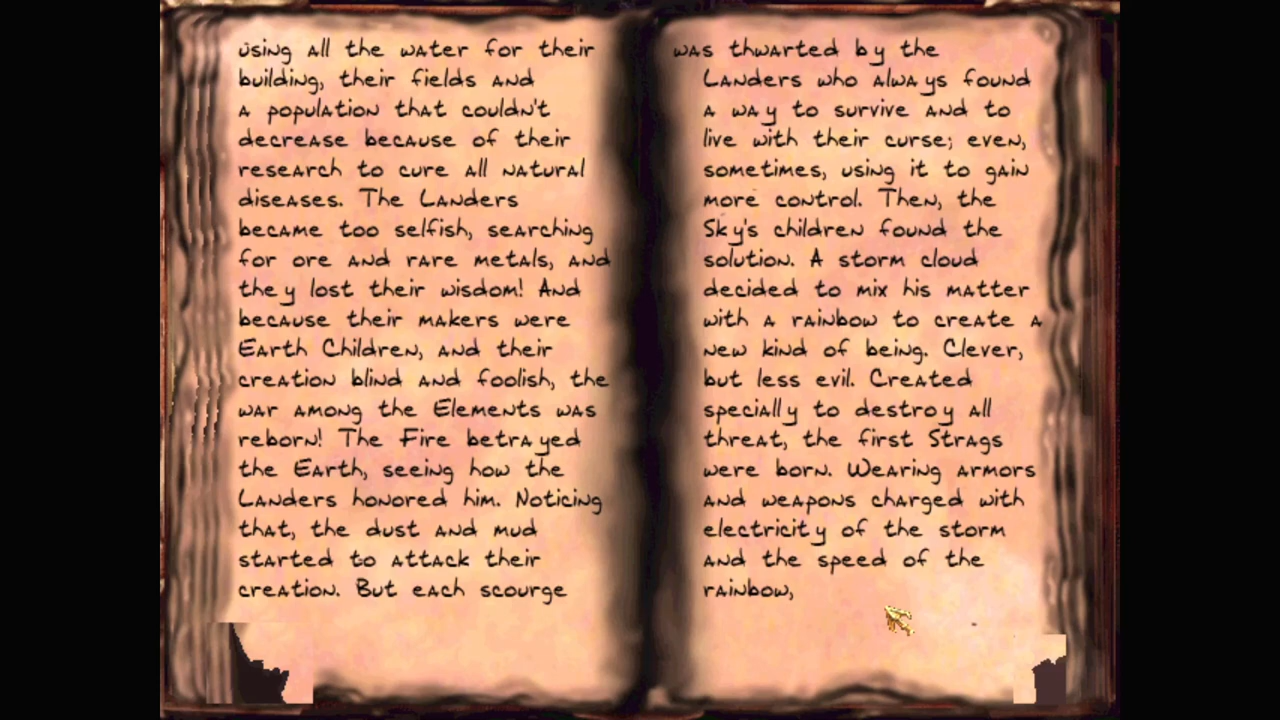 using all the water for their
building, their fields and
a population that couldn't
decrease because of their
research to cure all natural
diseases. The Landers
became too selfish, searching
for ore and rare metals, and
they lost their wisdom! And
because their makers were
Earth Children, and their
creation blind and foolish, the
war among the Elements was
reborn! The Fire betrayed
the Earth, seeing how the
Landers honored him. Noticing
that, the dust and mud
started to attack their
creation. But each scourge
was thwarted by the
Landers who always found
a way to survive and to
live with their curse; even,
sometimes, using it to gain
more control. Then, the
Sky's children found the
solution. A storm cloud
decided to mix his matter
with a rainbow to create a
new kind of being. Clever,
but less evil. Created
specially to destroy all
threat, the first Strags
were born. Wearing armors
and weapons charged with
electricity of the storm
and the speed of the
rainbow,